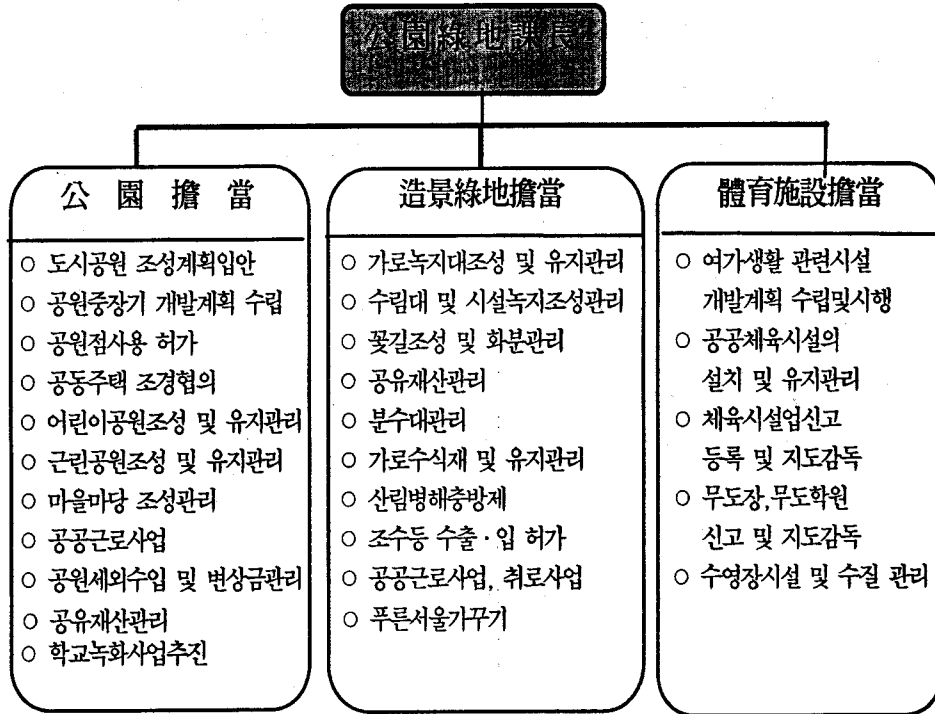 公園綠地課長
公園擔當
○ 도시공원 조성계획입안
○ 공원중장기 개발계획 수립
○ 공원점사용 허가
○ 공동주택 조경협의
○ 어린이공원조성 및 유지관리
○ 근린공원조성 및 유지관리
○ 마을마당 조성관리
○ 공공근로사업
○ 공원세외수입 및 변상금관리
○ 공유재산관리
○ 학교녹화사업추진
造景綠地擔當
○ 가로녹지대조성 및 유지관리
○ 수림대 및 시설녹지조성관리
○ 꽃길조성 및 화분관리
○ 공유재산관리
○ 분수대관리
○ 가로수식재 및 유지관리
○ 산림병해충방제
○ 조수등 수출·입 허가
○ 공공근로사업, 취로사업
○ 푸른서울가꾸기
體育施設擔當
○ 여가생활 관련시설
개발계획 수립및시행
○ 공공체육시설의
설치 및 유지관리
○ 체육시설업신고
등록 및 지도감독
○ 무도장,무도학원
신고 및 지도감독
○ 수영장시설 및 수질 관리